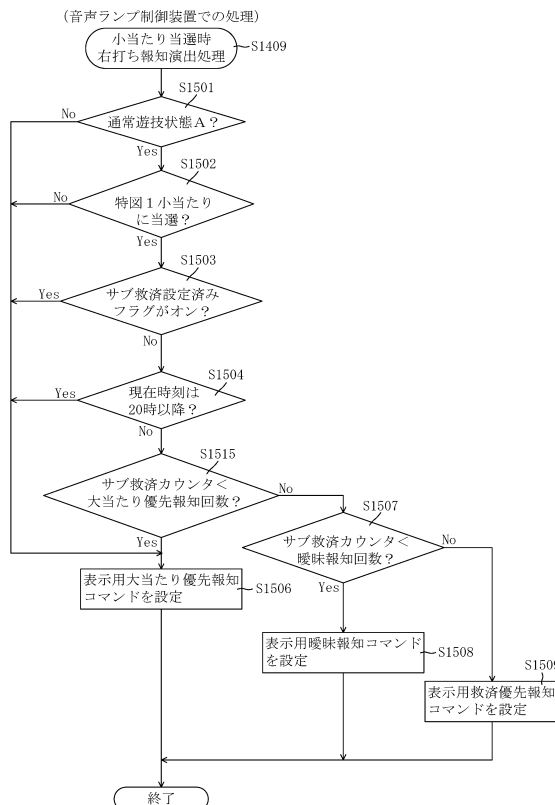 (音声ランプ制御装置での処理)
小当たり当選時
右打ち報知演出処理
S1409
S1501
No
通常遊技状態A？
Yes
S1502
No
特図1小当たり
に当選？
Yes
S1503
Yes
サブ救済設定済み
フラグがオン？
No
S1504
Yes
現在時刻は
20時以降？
No
S1515
サブ救済カウンタ<
大当たり優先報知回数？
No
Yes
S1507
サブ救済カウンタ<
曖昧報知回数？
No
Yes
表示用大当たり優先報知
コマンドを設定
S1506
表示用曖昧報知コマンド
を設定
S1508
S1509
表示用救済優先報知
コマンドを設定
終了